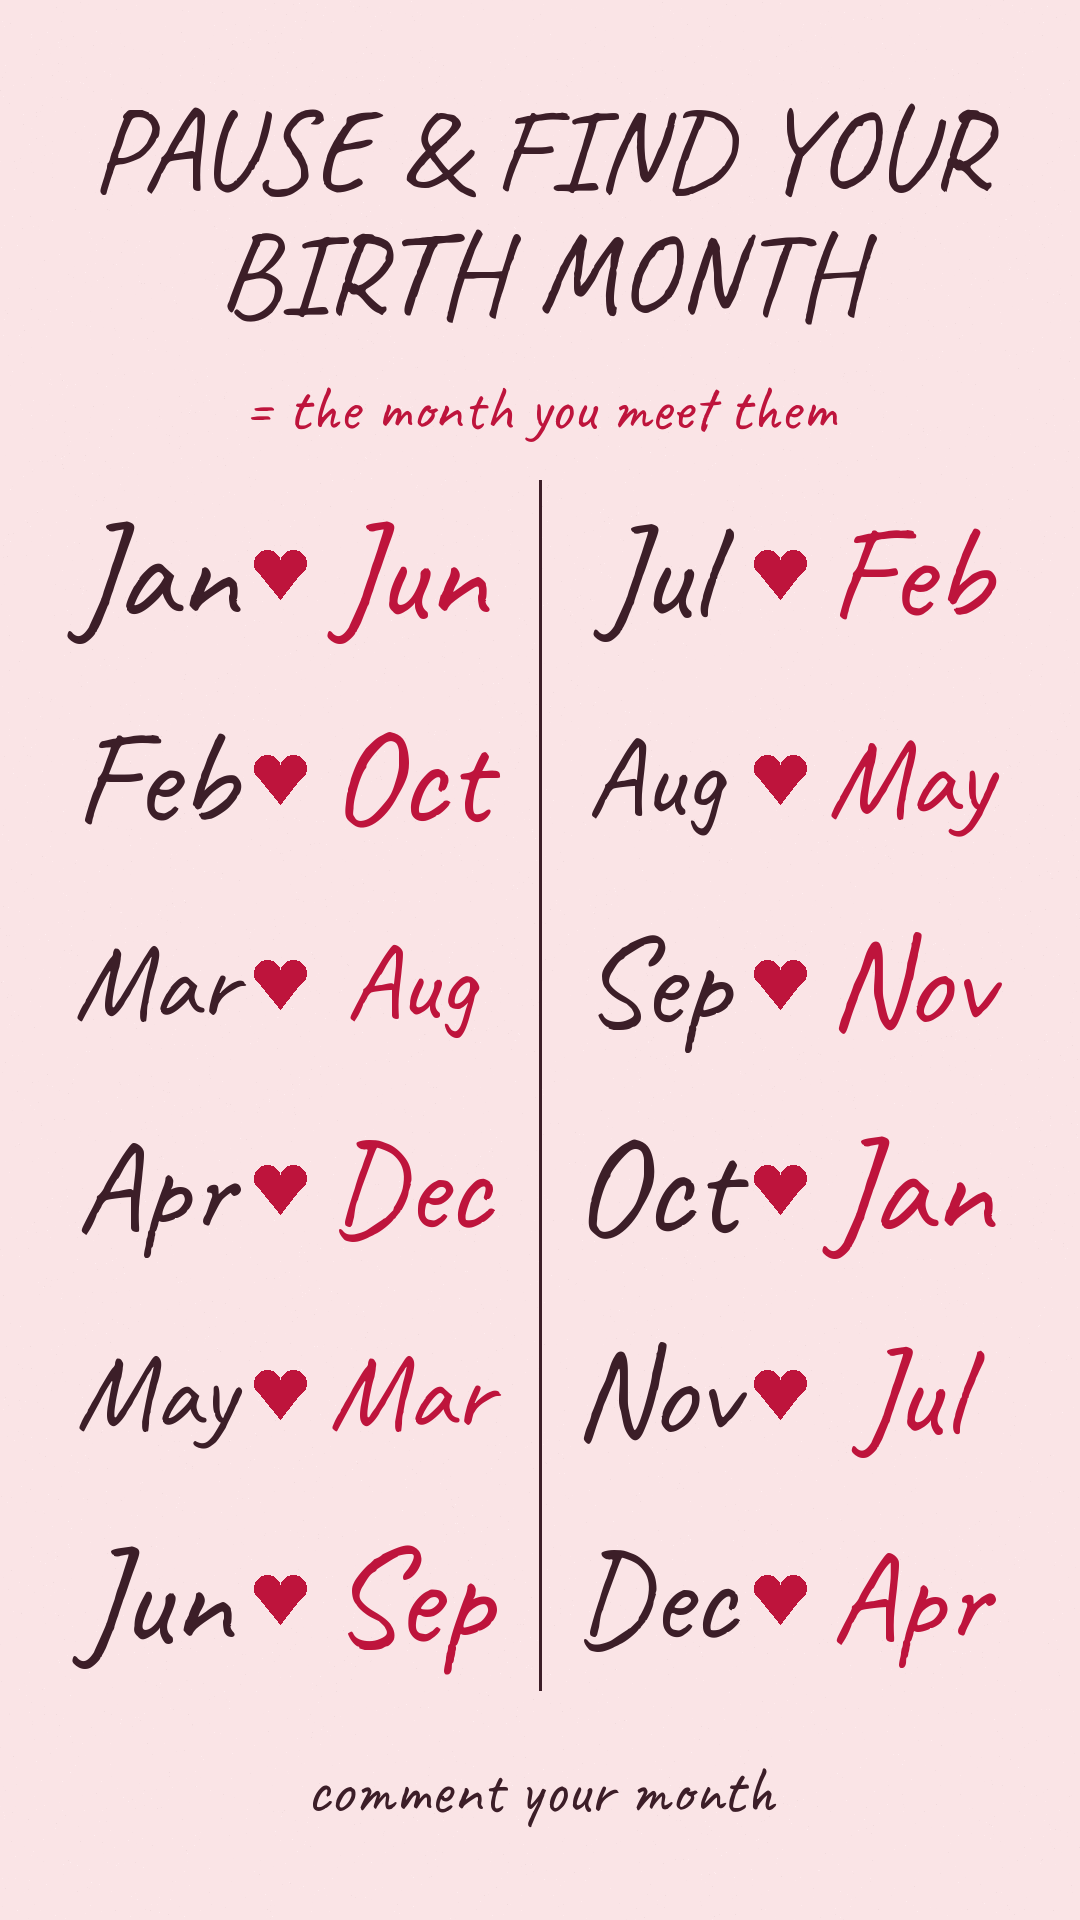 PAUSE & FIND YOUR
BIRTH MONTH
= the month you meet them
Jan ♥ Jun
Feb ♥ Oct
Mar ♥ Aug
Apr ♥ Dec
May ♥ Mar
Jun ♥ Sep
Jul ♥ Feb
Aug ♥ May
Sep ♥ Nov
Oct ♥ Jan
Nov ♥ Jul
Dec ♥ Apr
comment your month